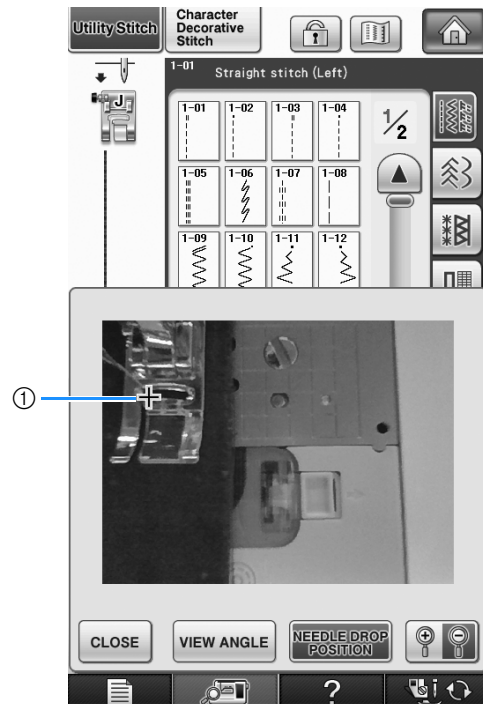 Utility Stitch
Character
Decorative
Stitch
1-01
Straight stitch (Left)
J
1-01 1-02 1-03 1-04
1/2
1-05 1-06 1-07 1-08
1-09 1-10 1-11 1-12
①
CLOSE
VIEW ANGLE
NEEDLE DROP
POSITION
?
i